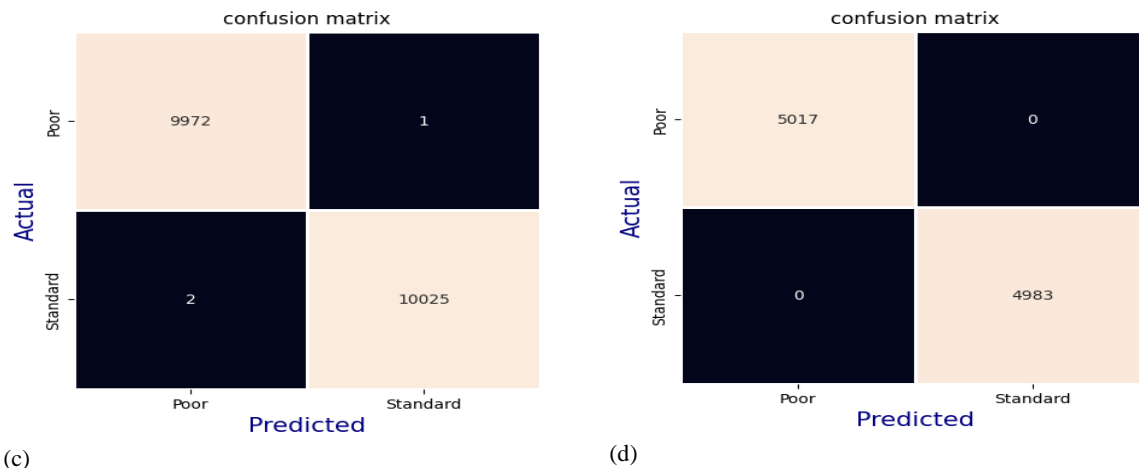 confusion matrix
Poor
9972
1
Actual
Standard
2
10025
Poor
Standard
Predicted
(c)
confusion matrix
Poor
5017
0
Actual
Standard
0
4983
Poor
Standard
Predicted
(d)